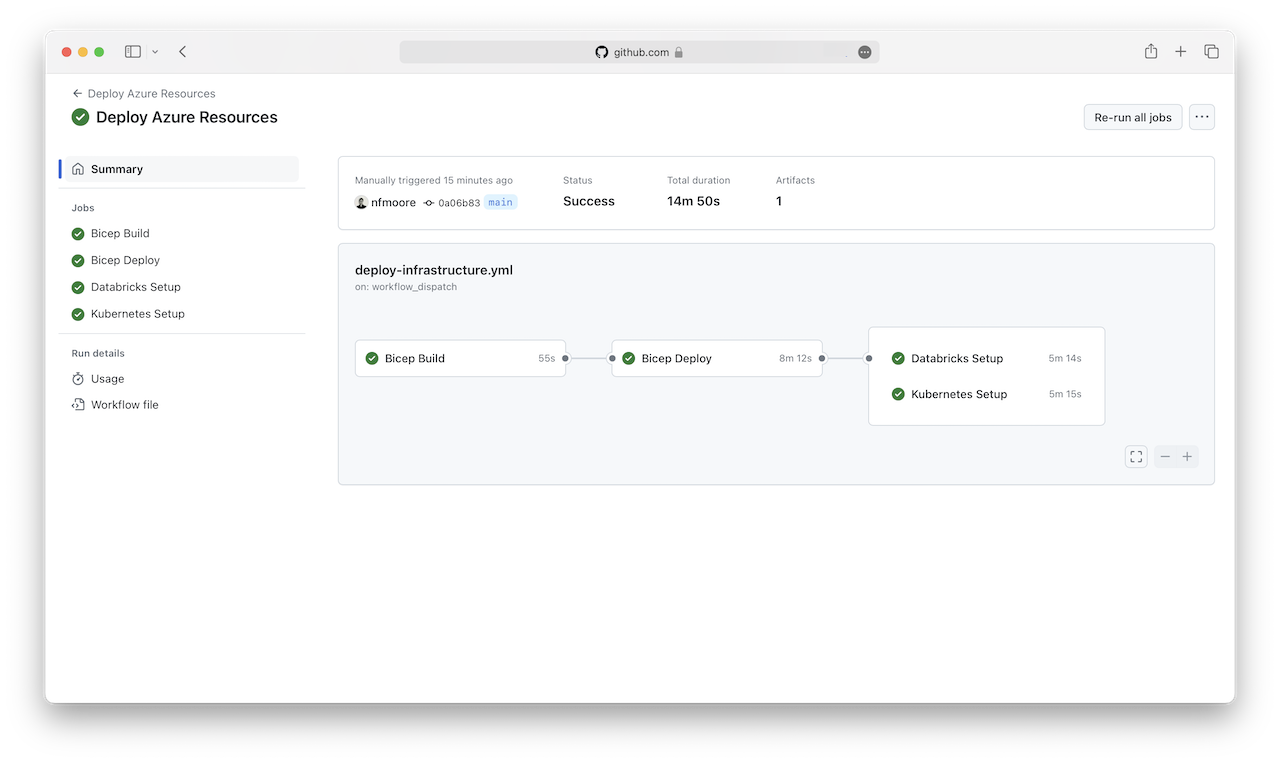 github.com
Deploy Azure Resources
Deploy Azure Resources
Re-run all jobs
Summary
Jobs
Bicep Build
Bicep Deploy
Databricks Setup
Kubernetes Setup
Run details
Usage
Workflow file
Manually triggered 15 minutes ago
nfmoore 0a06b83 main
Status
Success
Total duration
14m 50s
Artifacts
1
deploy-infrastructure.yml
on: workflow_dispatch
Bicep Build 55s
Bicep Deploy 8m 12s
Databricks Setup 5m 14s
Kubernetes Setup 5m 15s